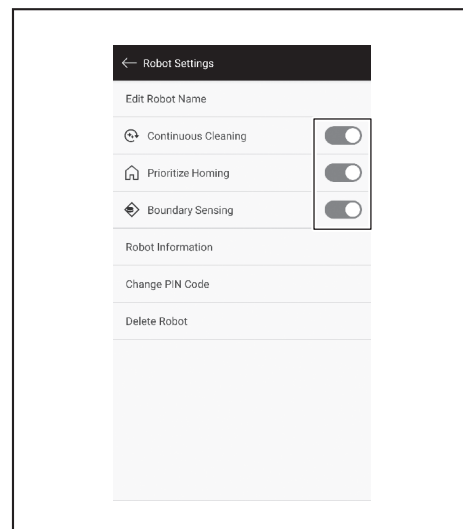 Robot Settings
Edit Robot Name
Continuous Cleaning
Prioritize Homing
Boundary Sensing
Robot Information
Change PIN Code
Delete Robot